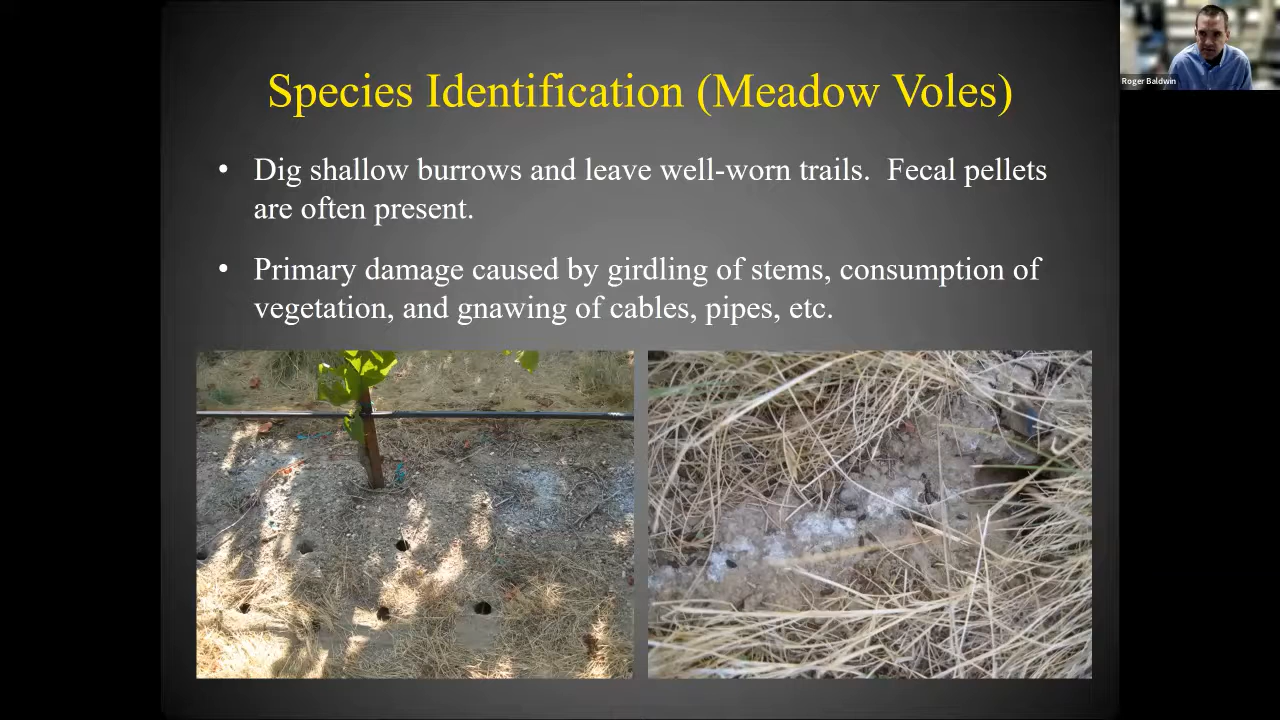 Roger Baldwin
Species Identification (Meadow Voles)
• Dig shallow burrows and leave well-worn trails.  Fecal pellets
are often present.
• Primary damage caused by girdling of stems, consumption of
vegetation, and gnawing of cables, pipes, etc.